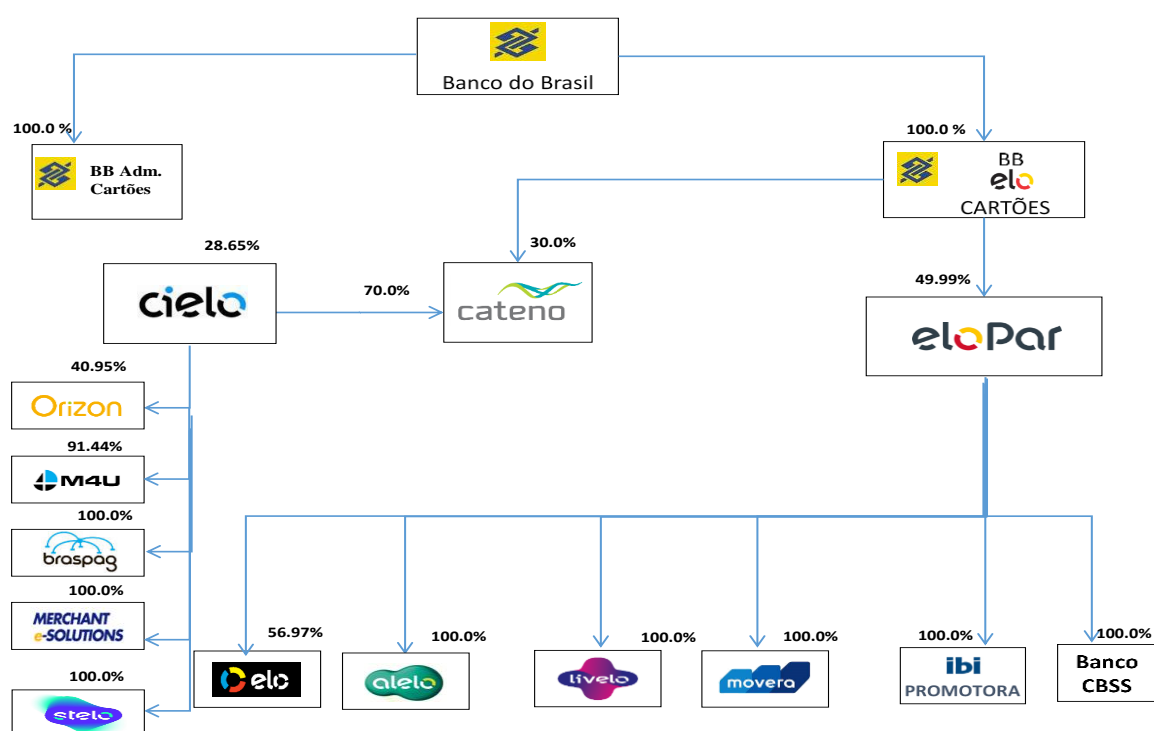 Banco do Brasil
100.0 %
100.0 %
BB Adm.
Cartões
BB
elo
CARTÕES
28.65%
30.0%
cielo
70.0%
cateno
49.99%
eloPar
40.95%
Orizon
91.44%
M4U
100.0%
braspag
100.0%
MERCHANT
e-SOLUTIONS
100.0%
stelo
56.97%
elo
100.0%
alelo
100.0%
livelo
100.0%
movera
100.0%
ibi
PROMOTORA
100.0%
Banco
CBSS